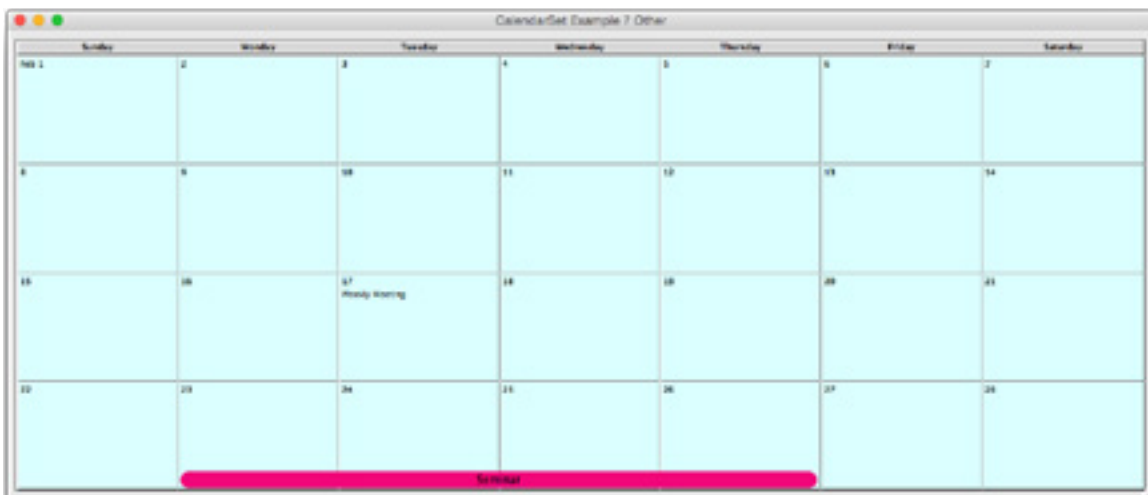 CalendarSet Example 7 Other
Sunday Monday Tuesday Wednesday Thursday Friday Saturday
Feb 1 2 3 4 5 6 7
8 9 10 11 12 13 14
15 16 17 18 19 20 21
Weekly Meeting
22 23 24 25 26 27 28
Seminar